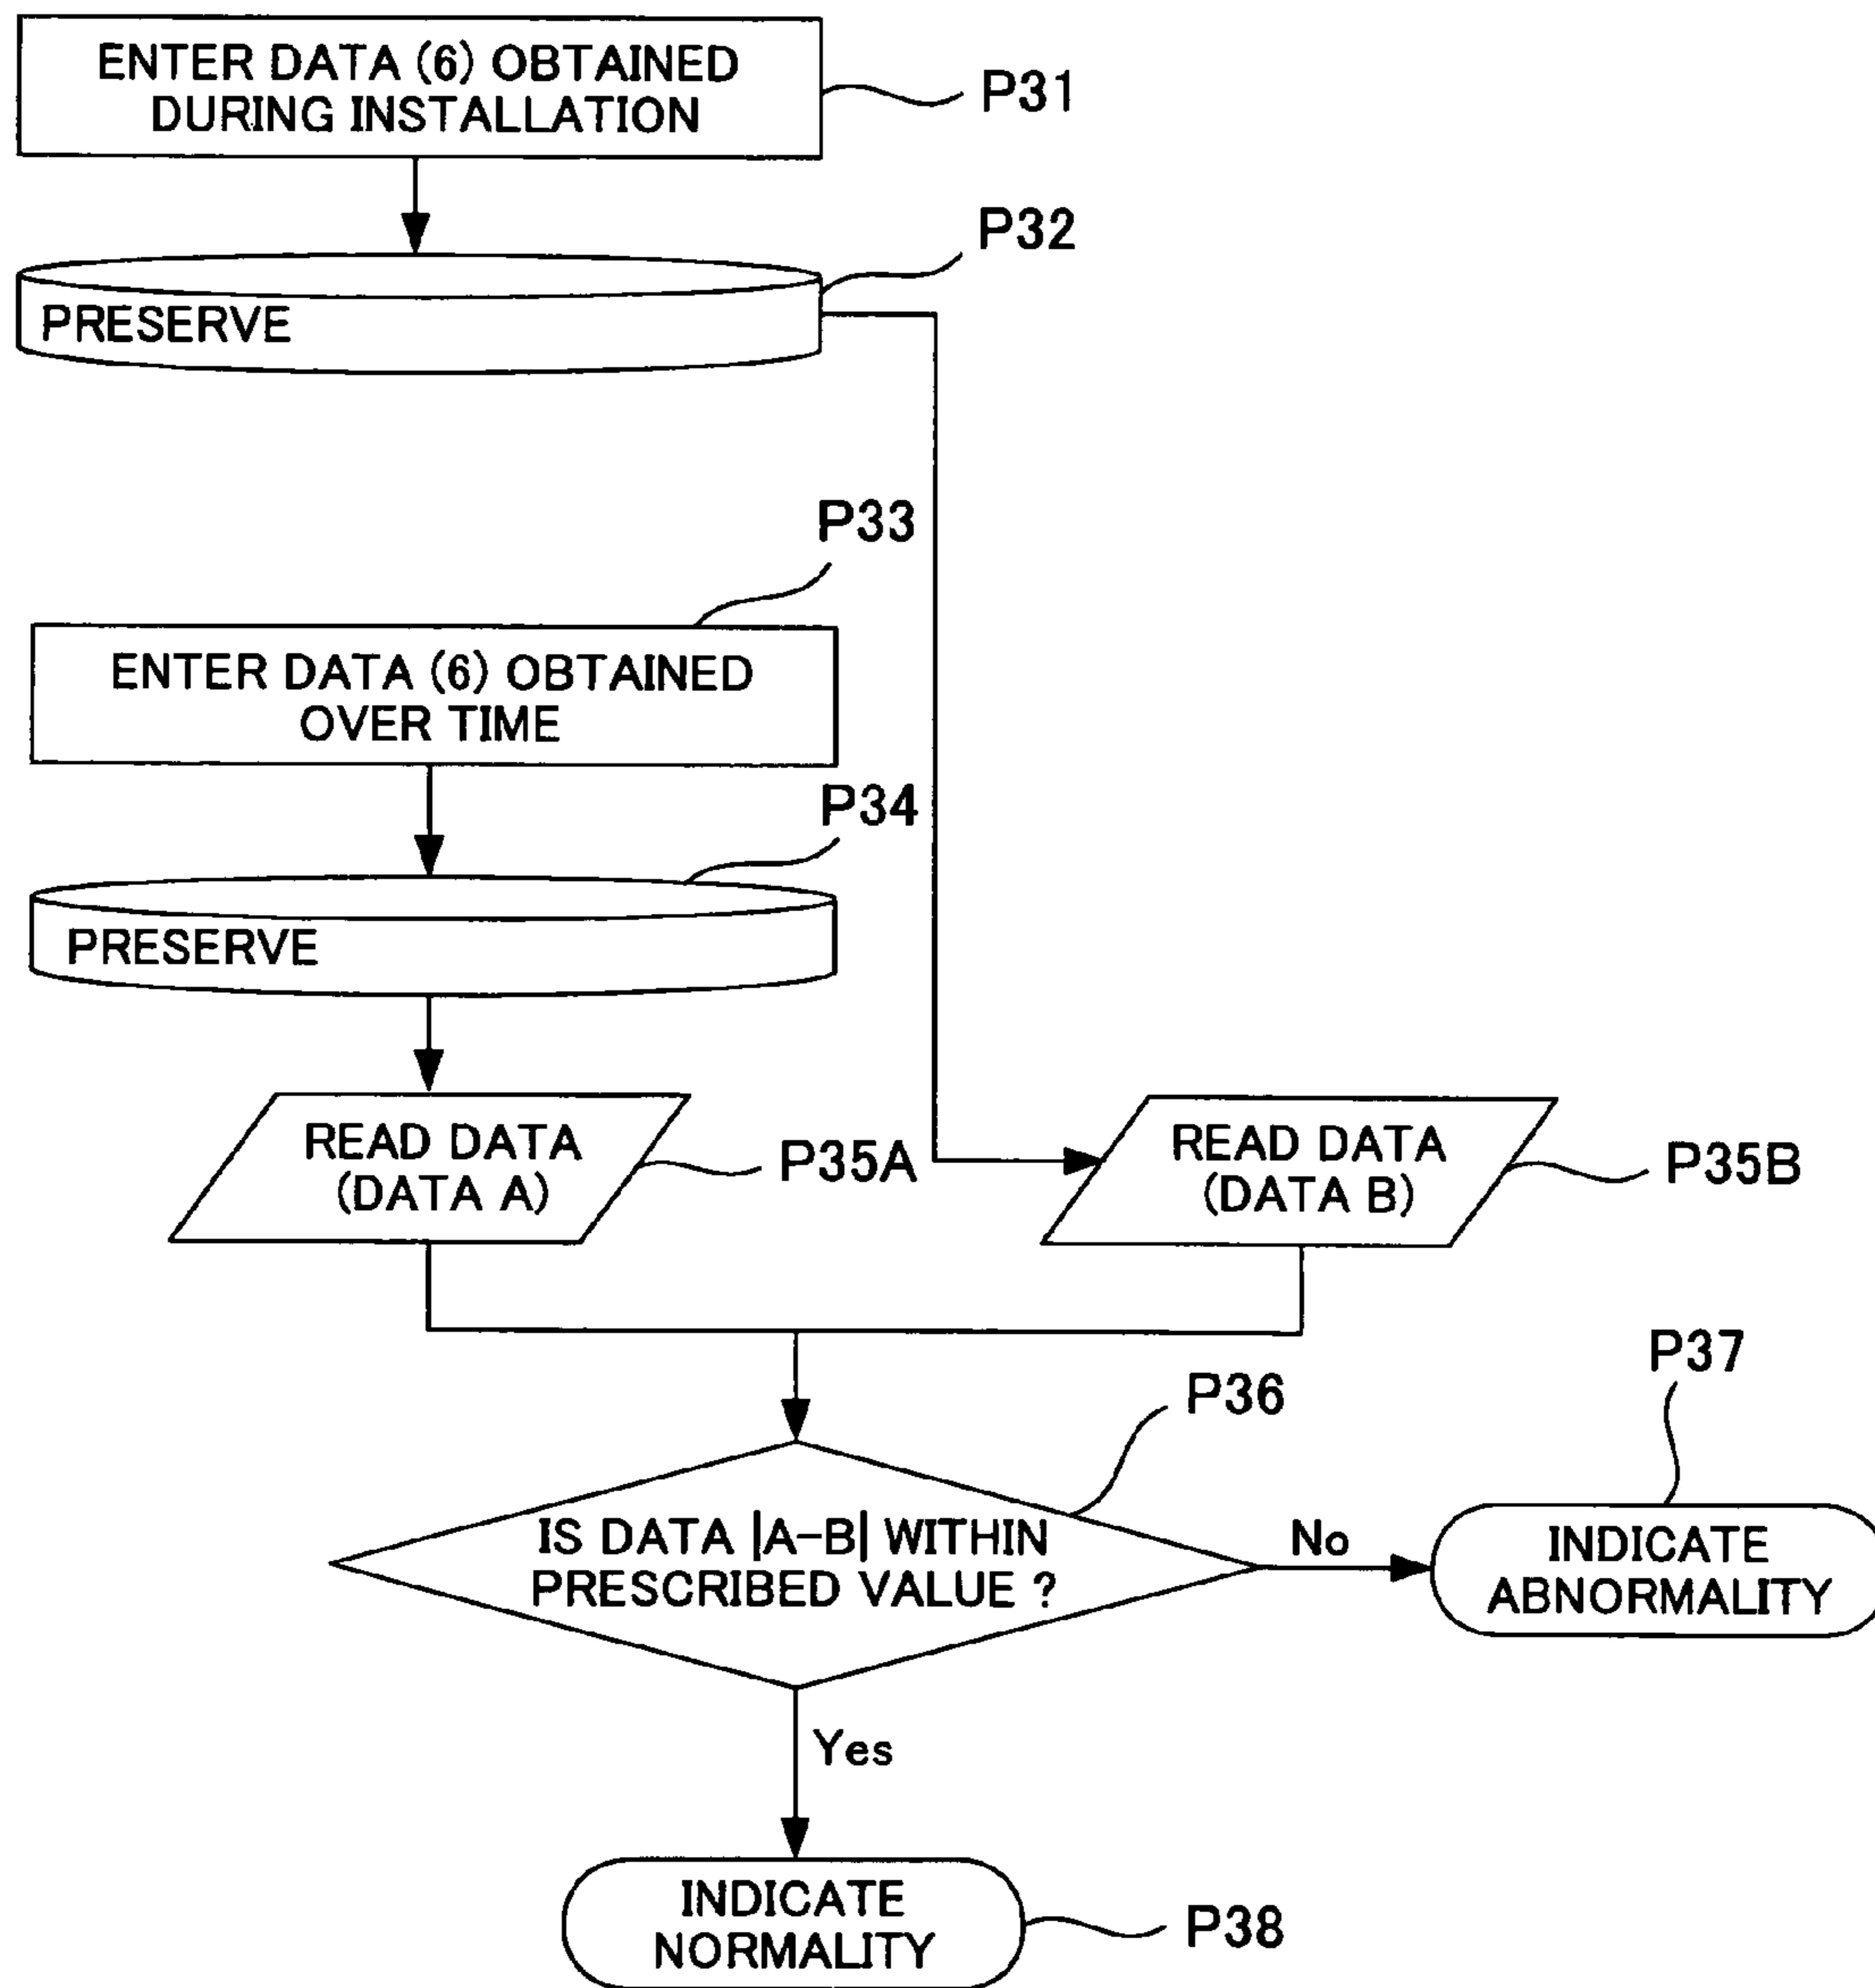 ENTER DATA (6) OBTAINED
DURING INSTALLATION
P31
P32
PRESERVE
P33
ENTER DATA (6) OBTAINED
OVER TIME
P34
PRESERVE
READ DATA
(DATA A)
P35A
READ DATA
(DATA B)
P35B
P36
P37
IS DATA |A-B| WITHIN
PRESCRIBED VALUE ?
No
INDICATE
ABNORMALITY
Yes
INDICATE
NORMALITY
P38